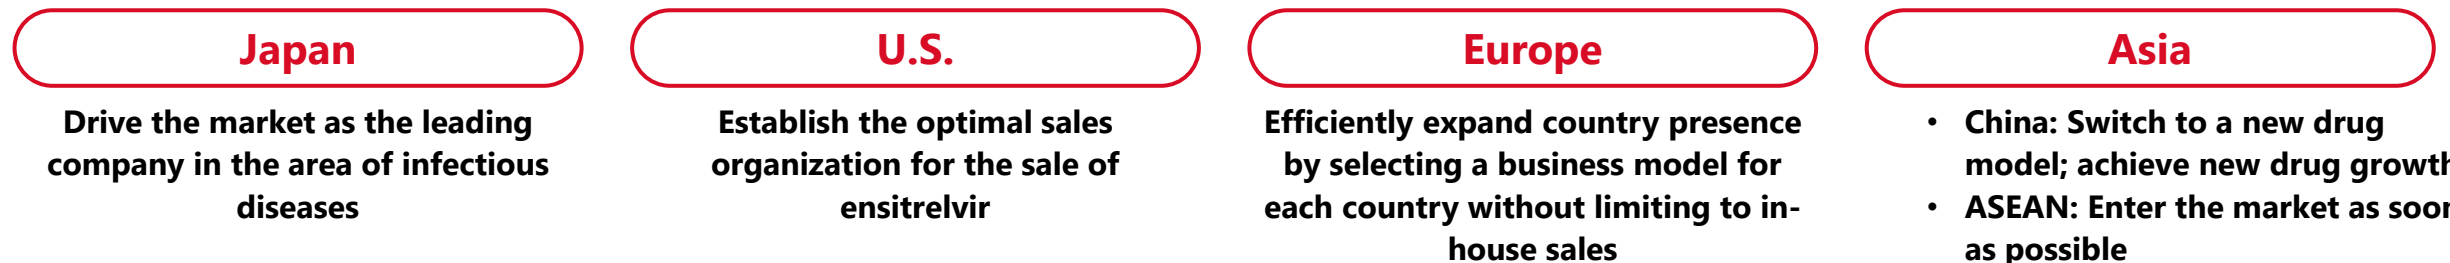 Japan
Drive the market as the leading
company in the area of infectious
diseases
U.S.
Establish the optimal sales
organization for the sale of
ensitrelvir
Europe
Efficiently expand country presence
by selecting a business model for
each country without limiting to in-
house sales
Asia
• China: Switch to a new drug
model; achieve new drug growth
• ASEAN: Enter the market as soon
as possible